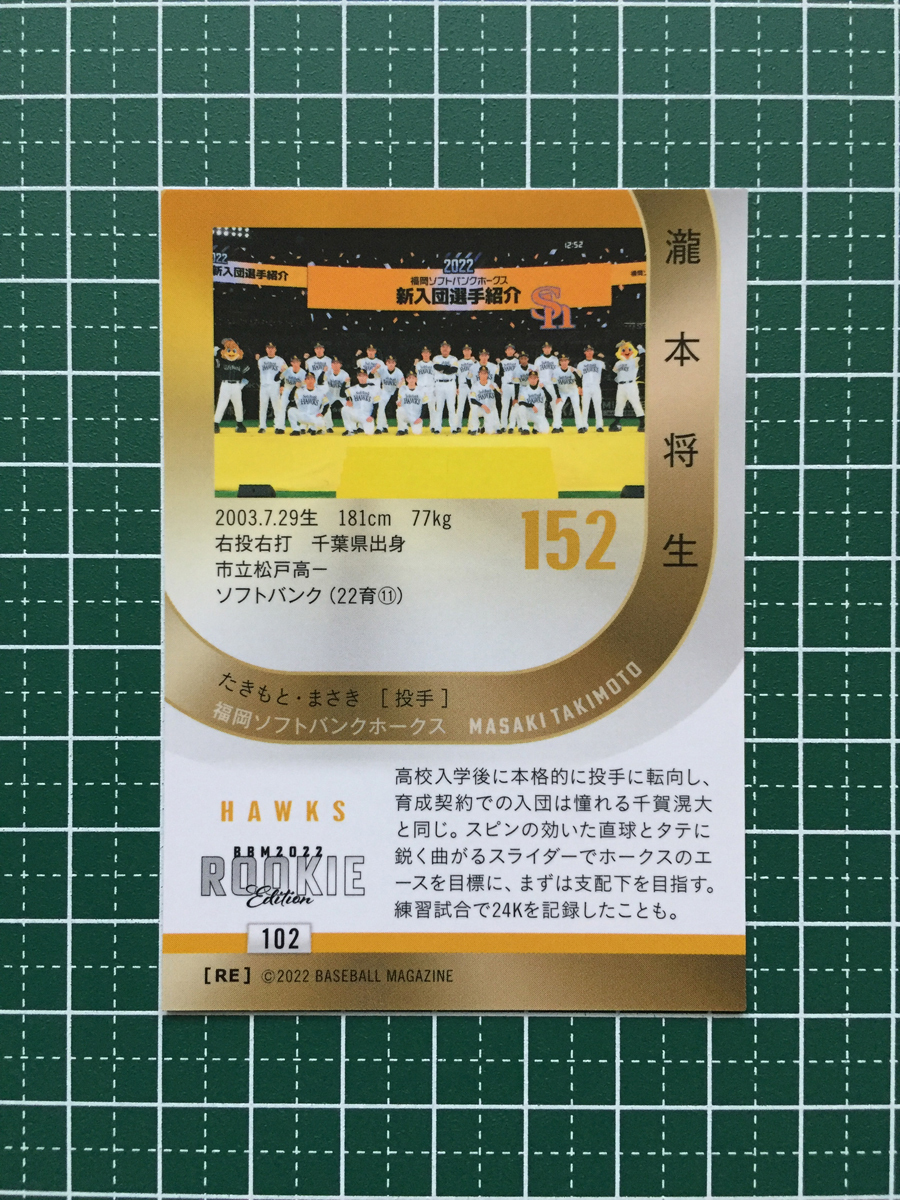 瀧本将生
12:52
2022
2022
新入団選手紹介
福岡ソフトバンクホークス
新入団選手紹介
SH
2003.7.29生 181cm 77kg
右投右打 千葉県出身
市立松戸高ー
ソフトバンク（22育⑪）
152
たきもと・まさき [投手]
福岡ソフトバンクホークス MASAKI TAKIMOTO
HAWKS
BBM2022
ROOKIE
Edition
高校入学後に本格的に投手に転向し、
育成契約での入団は憧れる千賀滉大
と同じ。スピンの効いた直球とタテに
鋭く曲がるスライダーでホークスのエ
ースを目標に、まずは支配下を目指す。
練習試合で24Kを記録したことも。
102
[RE] ©2022 BASEBALL MAGAZINE